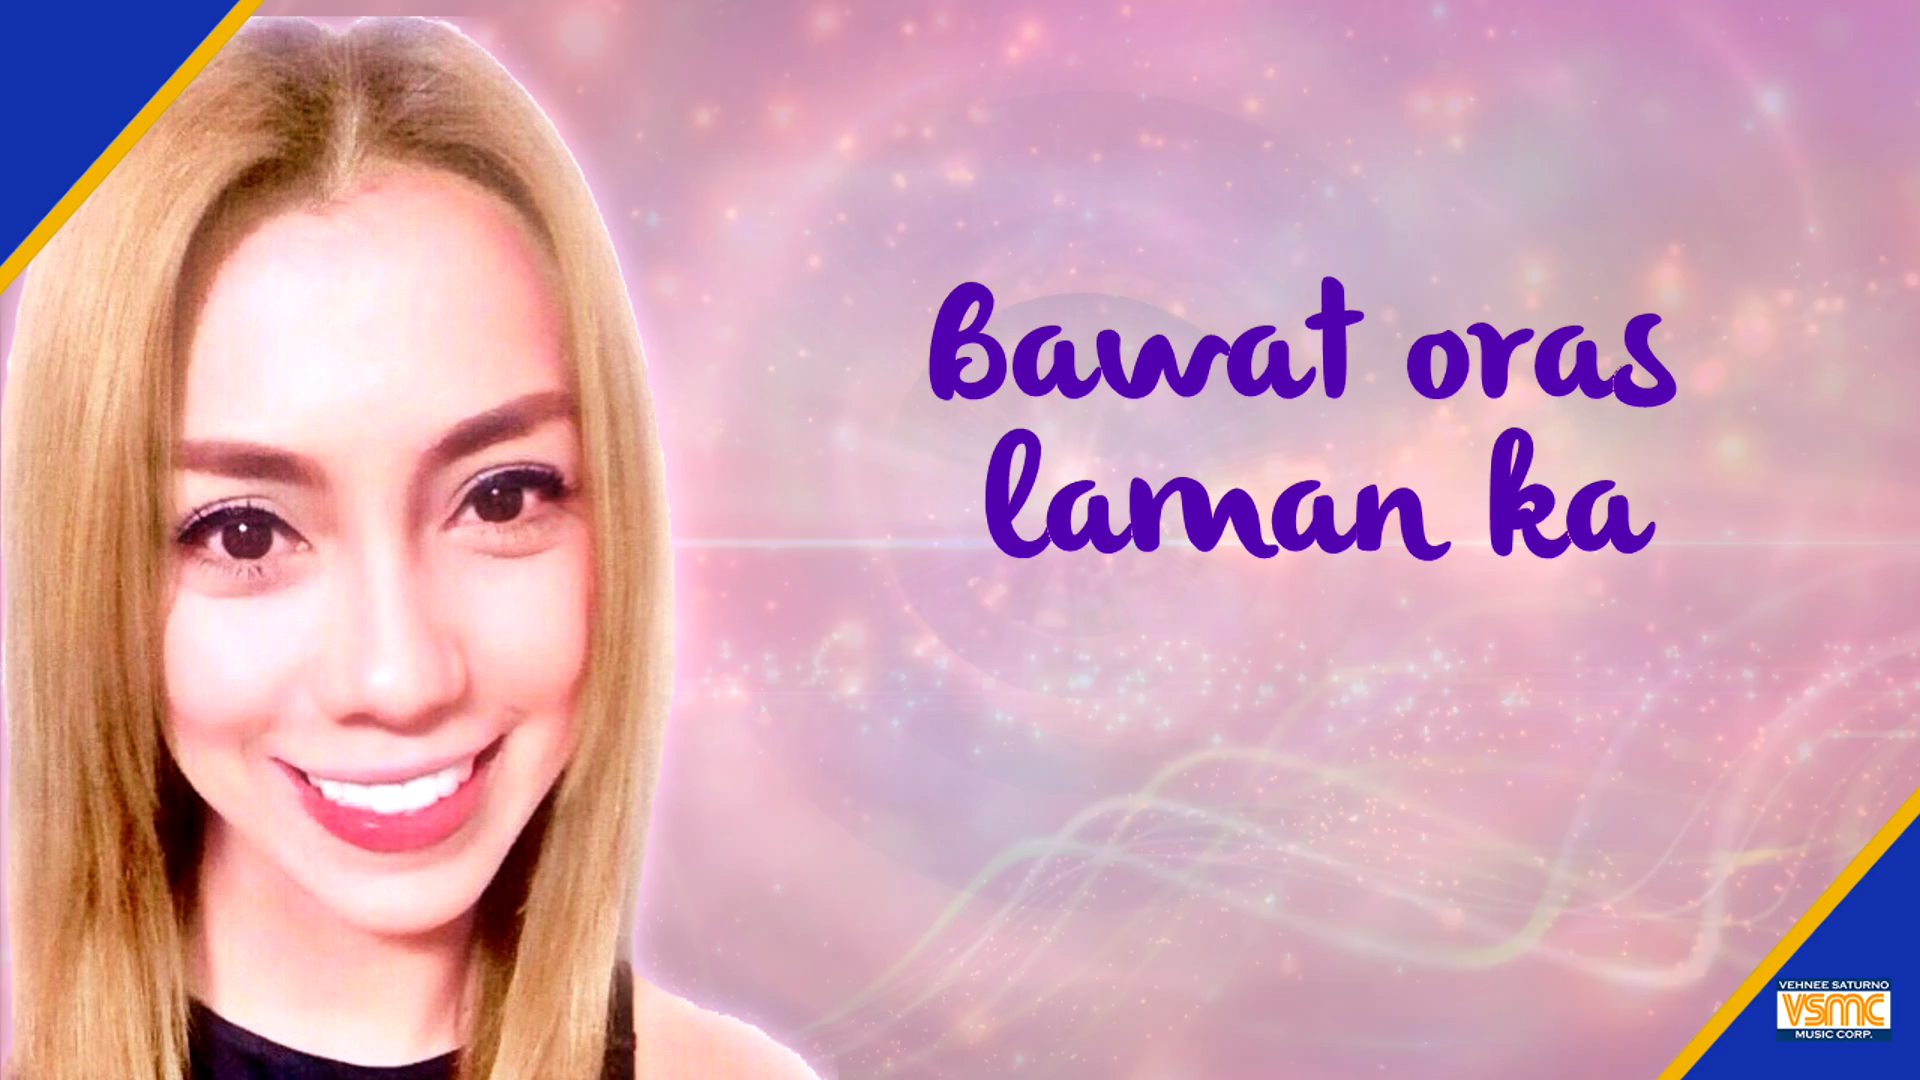 Bawat oras
laman ka
VEHNEE SATURNO
VSMC
MUSIC CORP.